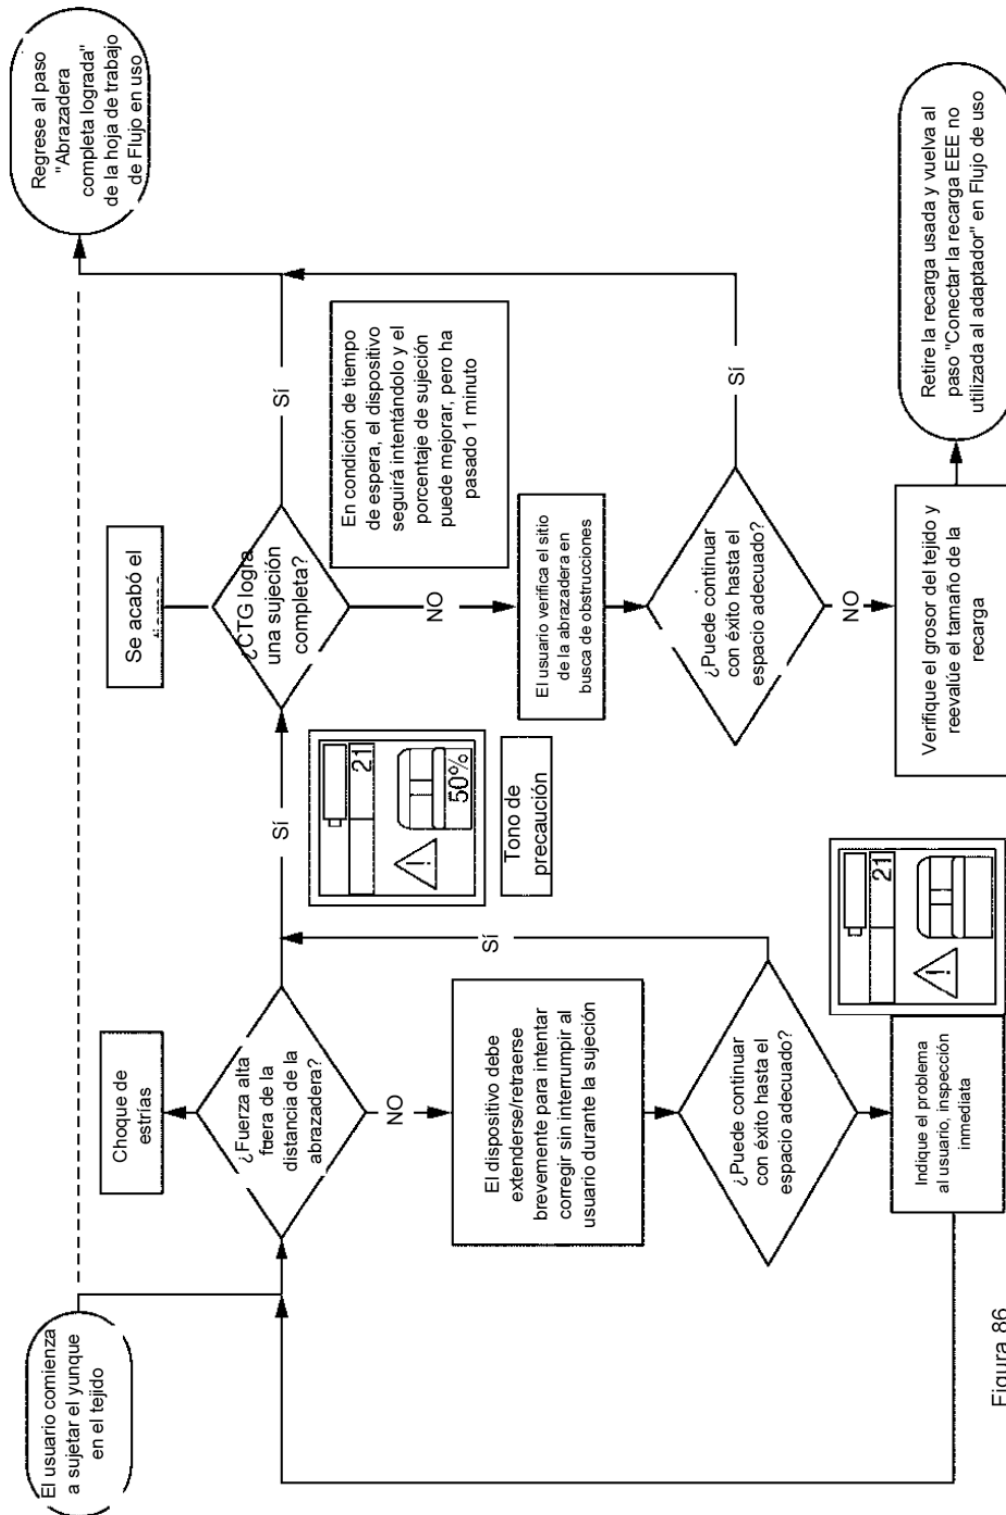 El usuario comienza
a sujetar el yunque
en el tejido
Regrese al paso
"Abrazadera
completa lograda"
de la hoja de trabajo
de Flujo en uso
Choque de
estrías
¿Fuerza alta
fuera de la
distancia de la
abrazadera?
Sí
NO
Se acabó el
¿CTG logra
una sujeción
completa?
Sí
NO
21
50%
Tono de
precaución
En condición de tiempo
de espera, el dispositivo
seguirá intentándolo y el
porcentaje de sujeción
puede mejorar, pero ha
pasado 1 minuto
El dispositivo debe
extenderse/retraerse
brevemente para intentar
corregir sin interrumpir al
usuario durante la sujeción
Sí
El usuario verifica el sitio
de la abrazadera en
busca de obstrucciones
¿Puede continuar
con éxito hasta el
espacio adecuado?
¿Puede continuar
con éxito hasta el
espacio adecuado?
Sí
NO
Indique el problema
al usuario, inspección
inmediata
21
Verifique el grosor del tejido y
reevalúe el tamaño de la
recarga
Retire la recarga usada y vuelva al
paso "Conectar la recarga EEE no
utilizada al adaptador" en Flujo de uso
Figura 86